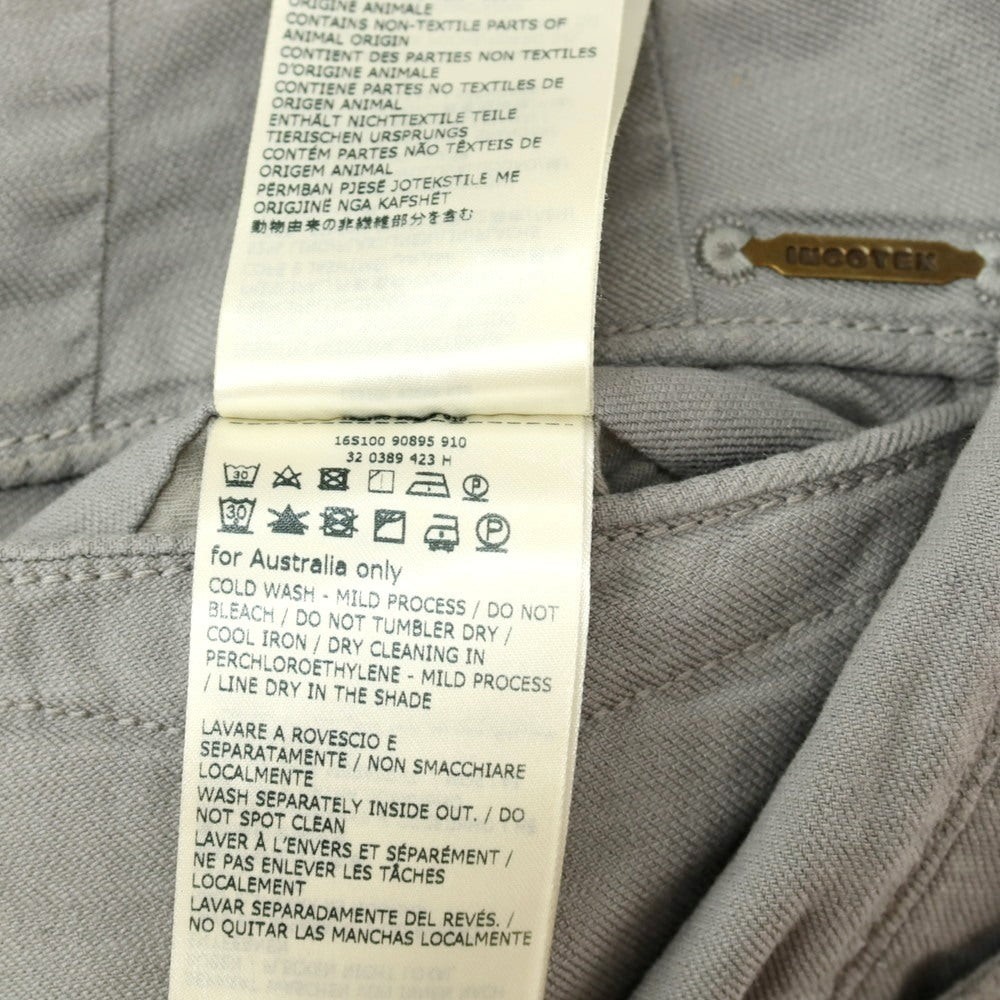 ORIGINE ANIMALE
CONTAINS NON-TEXTILE PARTS OF
ANIMAL ORIGIN
CONTIENT DES PARTIES NON TEXTILES
D'ORIGINE ANIMALE
CONTIENE PARTES NO TEXTILES DE
ORIGEN ANIMAL
ENTHÄLT NICHTTEXTILE TEILE
TIERISCHEN URSPRUNGS
CONTÉM PARTES NÃO TÊXTEIS DE
ORIGEM ANIMAL
PËRMBAN PJESË JOTEKSTILE ME
ORIGJINË NGA KAFSHËT
動物由来の非繊維部分を含む
INCOTEX
16S100 90895 910
32 0389 423 H
30 P
30 P
for Australia only
COLD WASH - MILD PROCESS / DO NOT
BLEACH / DO NOT TUMBLER DRY /
COOL IRON / DRY CLEANING IN
PERCHLOROETHYLENE - MILD PROCESS
/ LINE DRY IN THE SHADE
LAVARE A ROVESCIO E
SEPARATAMENTE / NON SMACCHIARE
LOCALMENTE
WASH SEPARATELY INSIDE OUT. / DO
NOT SPOT CLEAN
LAVER À L'ENVERS ET SÉPARÉMENT /
NE PAS ENLEVER LES TÂCHES
LOCALEMENT
LAVAR SEPARADAMENTE DEL REVÉS. /
NO QUITAR LAS MANCHAS LOCALMENTE